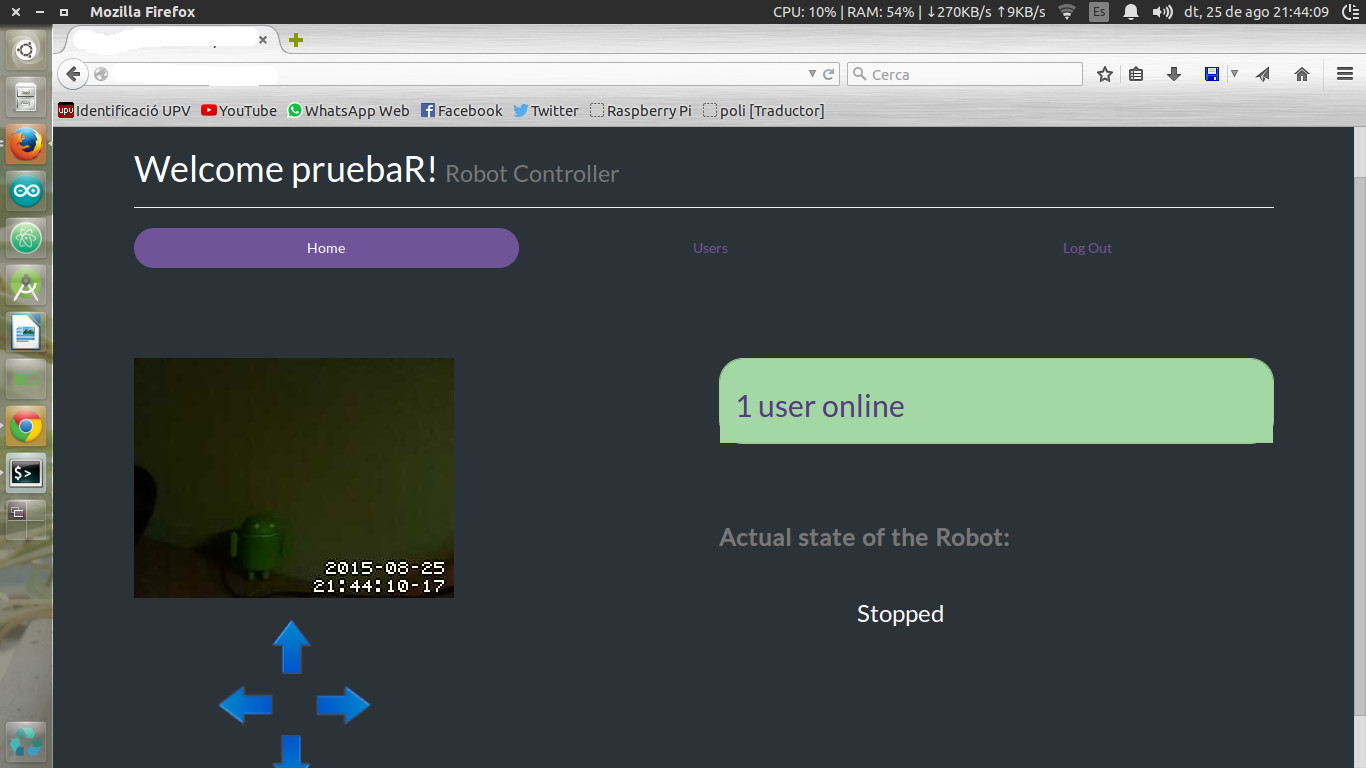 Mozilla Firefox
CPU: 10% | RAM: 54% | ↓270KB/s ↑9KB/s Es dt, 25 de ago 21:44:09
Cerca
UPV Identificació UPV YouTube WhatsApp Web Facebook Twitter Raspberry Pi poli [Traductor]
Welcome pruebaR! Robot Controller
Home Users Log Out
1 user online
Actual state of the Robot:
Stopped
2015-08-25
21:44:10-17
$>